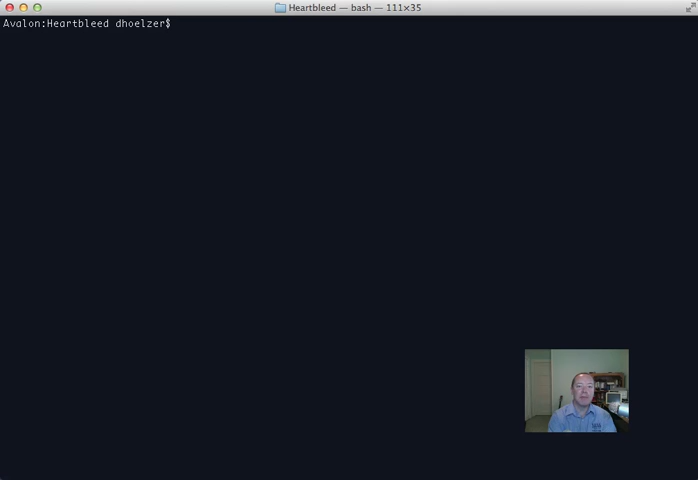 Heartbleed — bash — 111×35
Avalon:Heartbleed dhoelzer$